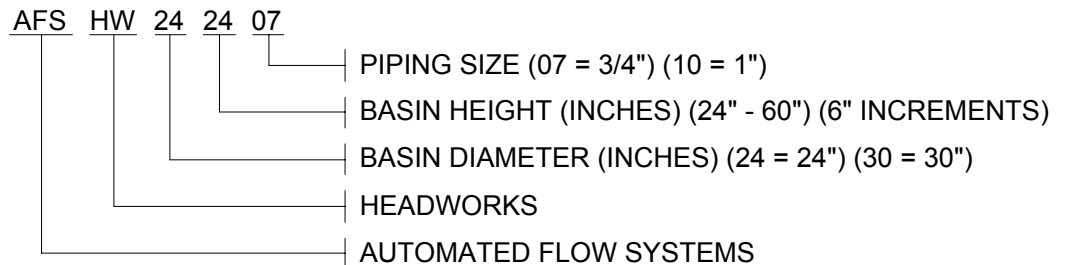 AFS HW 24 24 07
PIPING SIZE (07 = 3/4") (10 = 1")
BASIN HEIGHT (INCHES) (24" - 60") (6" INCREMENTS)
BASIN DIAMETER (INCHES) (24 = 24") (30 = 30")
HEADWORKS
AUTOMATED FLOW SYSTEMS